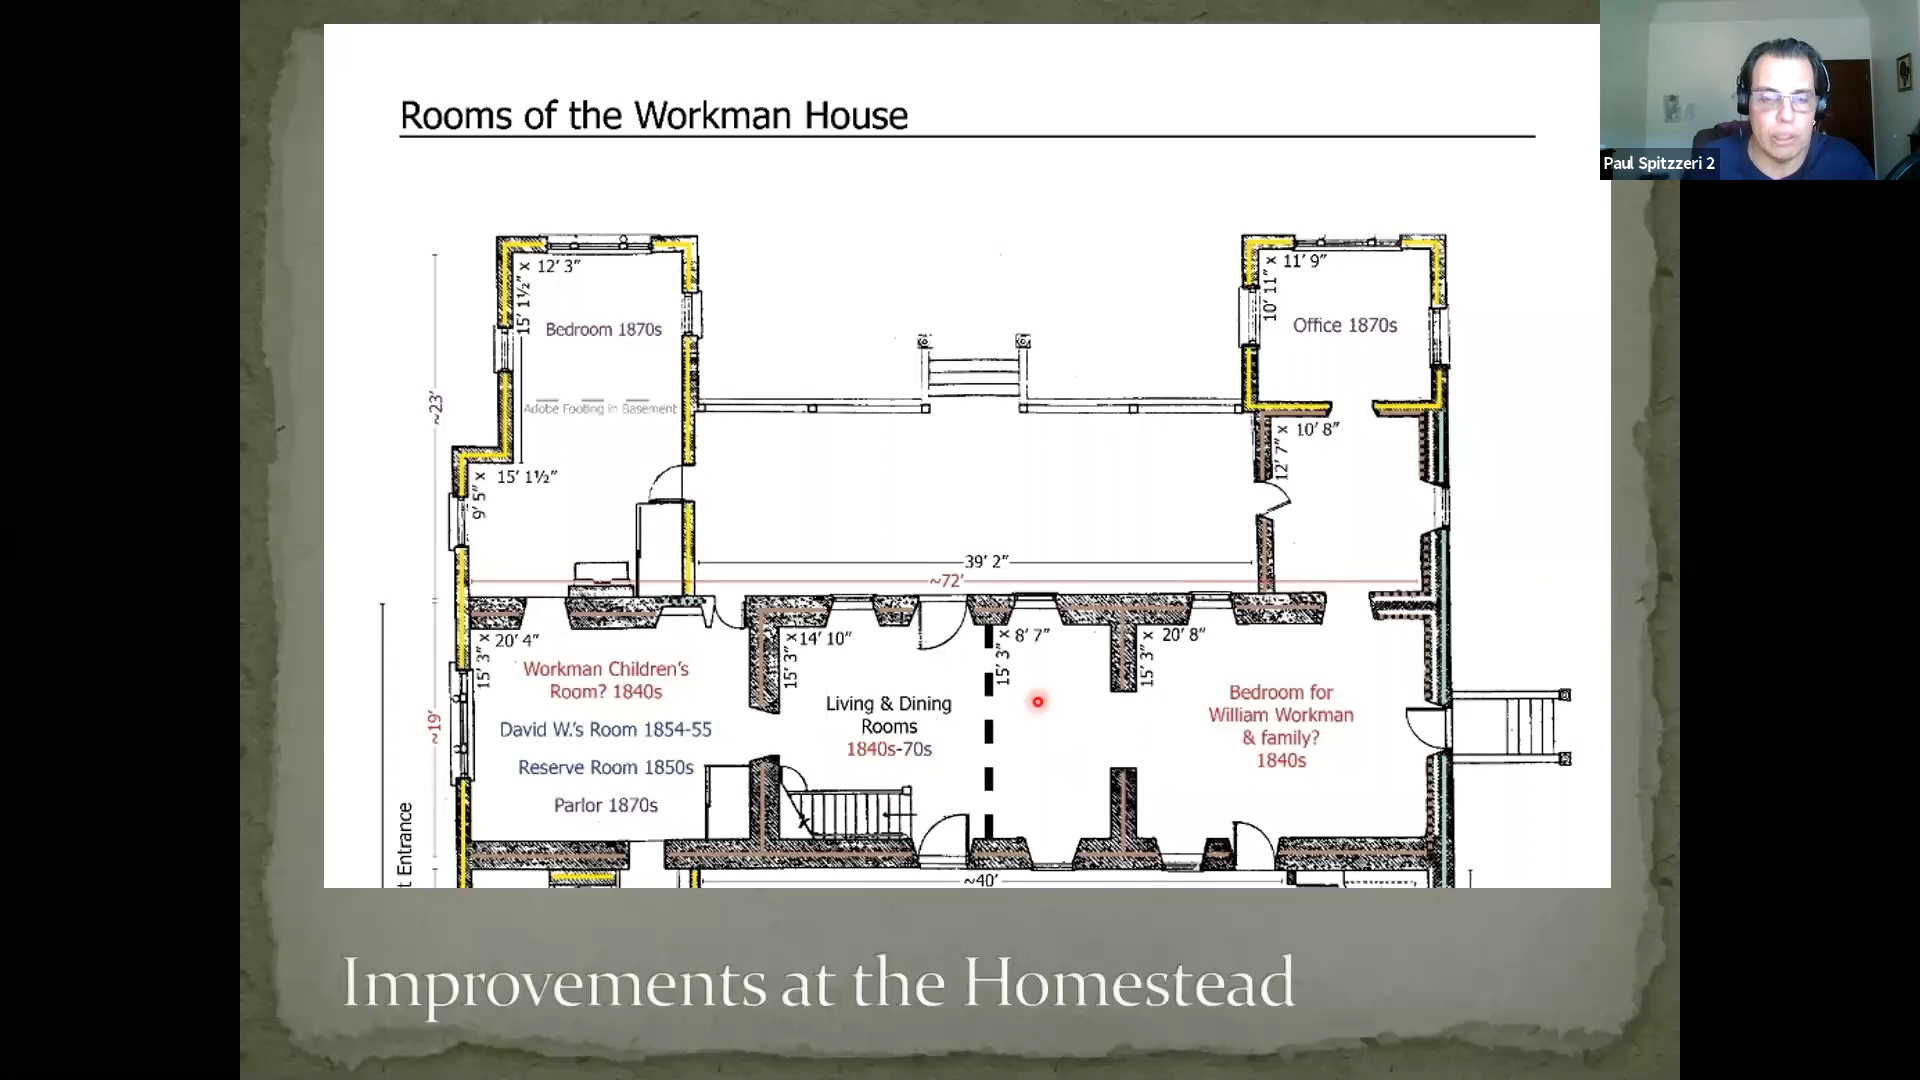 Rooms of the Workman House
Paul Spitzzeri 2
12' 3"
15' 1½" x
Bedroom 1870s
Adobe Footing In Basement
~23'
15' 1½"
9' 5" x
11' 9"
10' 11" x
Office 1870s
10' 8"
12' 7" x
39' 2"
~72'
x 20' 4"
15' 3"
Workman Children's
Room? 1840s
David W.'s Room 1854-55
Reserve Room 1850s
Parlor 1870s
~19'
x 14' 10"
15' 3"
Living & Dining
Rooms
1840s-70s
x 8' 7"
15' 3"
x 20' 8"
15' 3"
Bedroom for
William Workman
& family?
1840s
t Entrance
~40'
Improvements at the Homestead